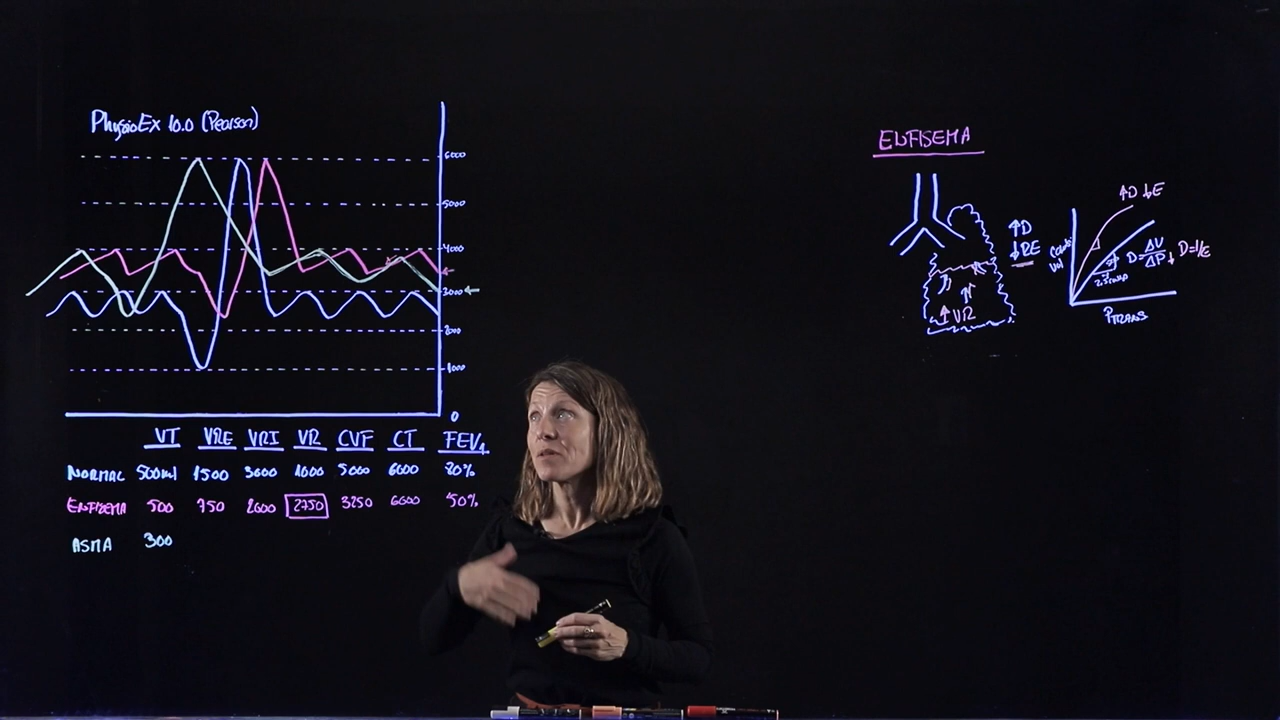 PhysioEx 10.0 (Pearson)
6000
5000
4000
3000
2000
1000
0
VT VRE VRI VR CVF CT FEV1
NORMAL 500ml 1500 3000 1000 5000 6000 80%
ENFISEMA 500 750 2000 2750 3250 6000 50%
ASMA 300
ENFISEMA
↑D
↓RE
↑VR
↑D ↓E
D=ΔV/ΔP↓ D=1/E
PTRANS